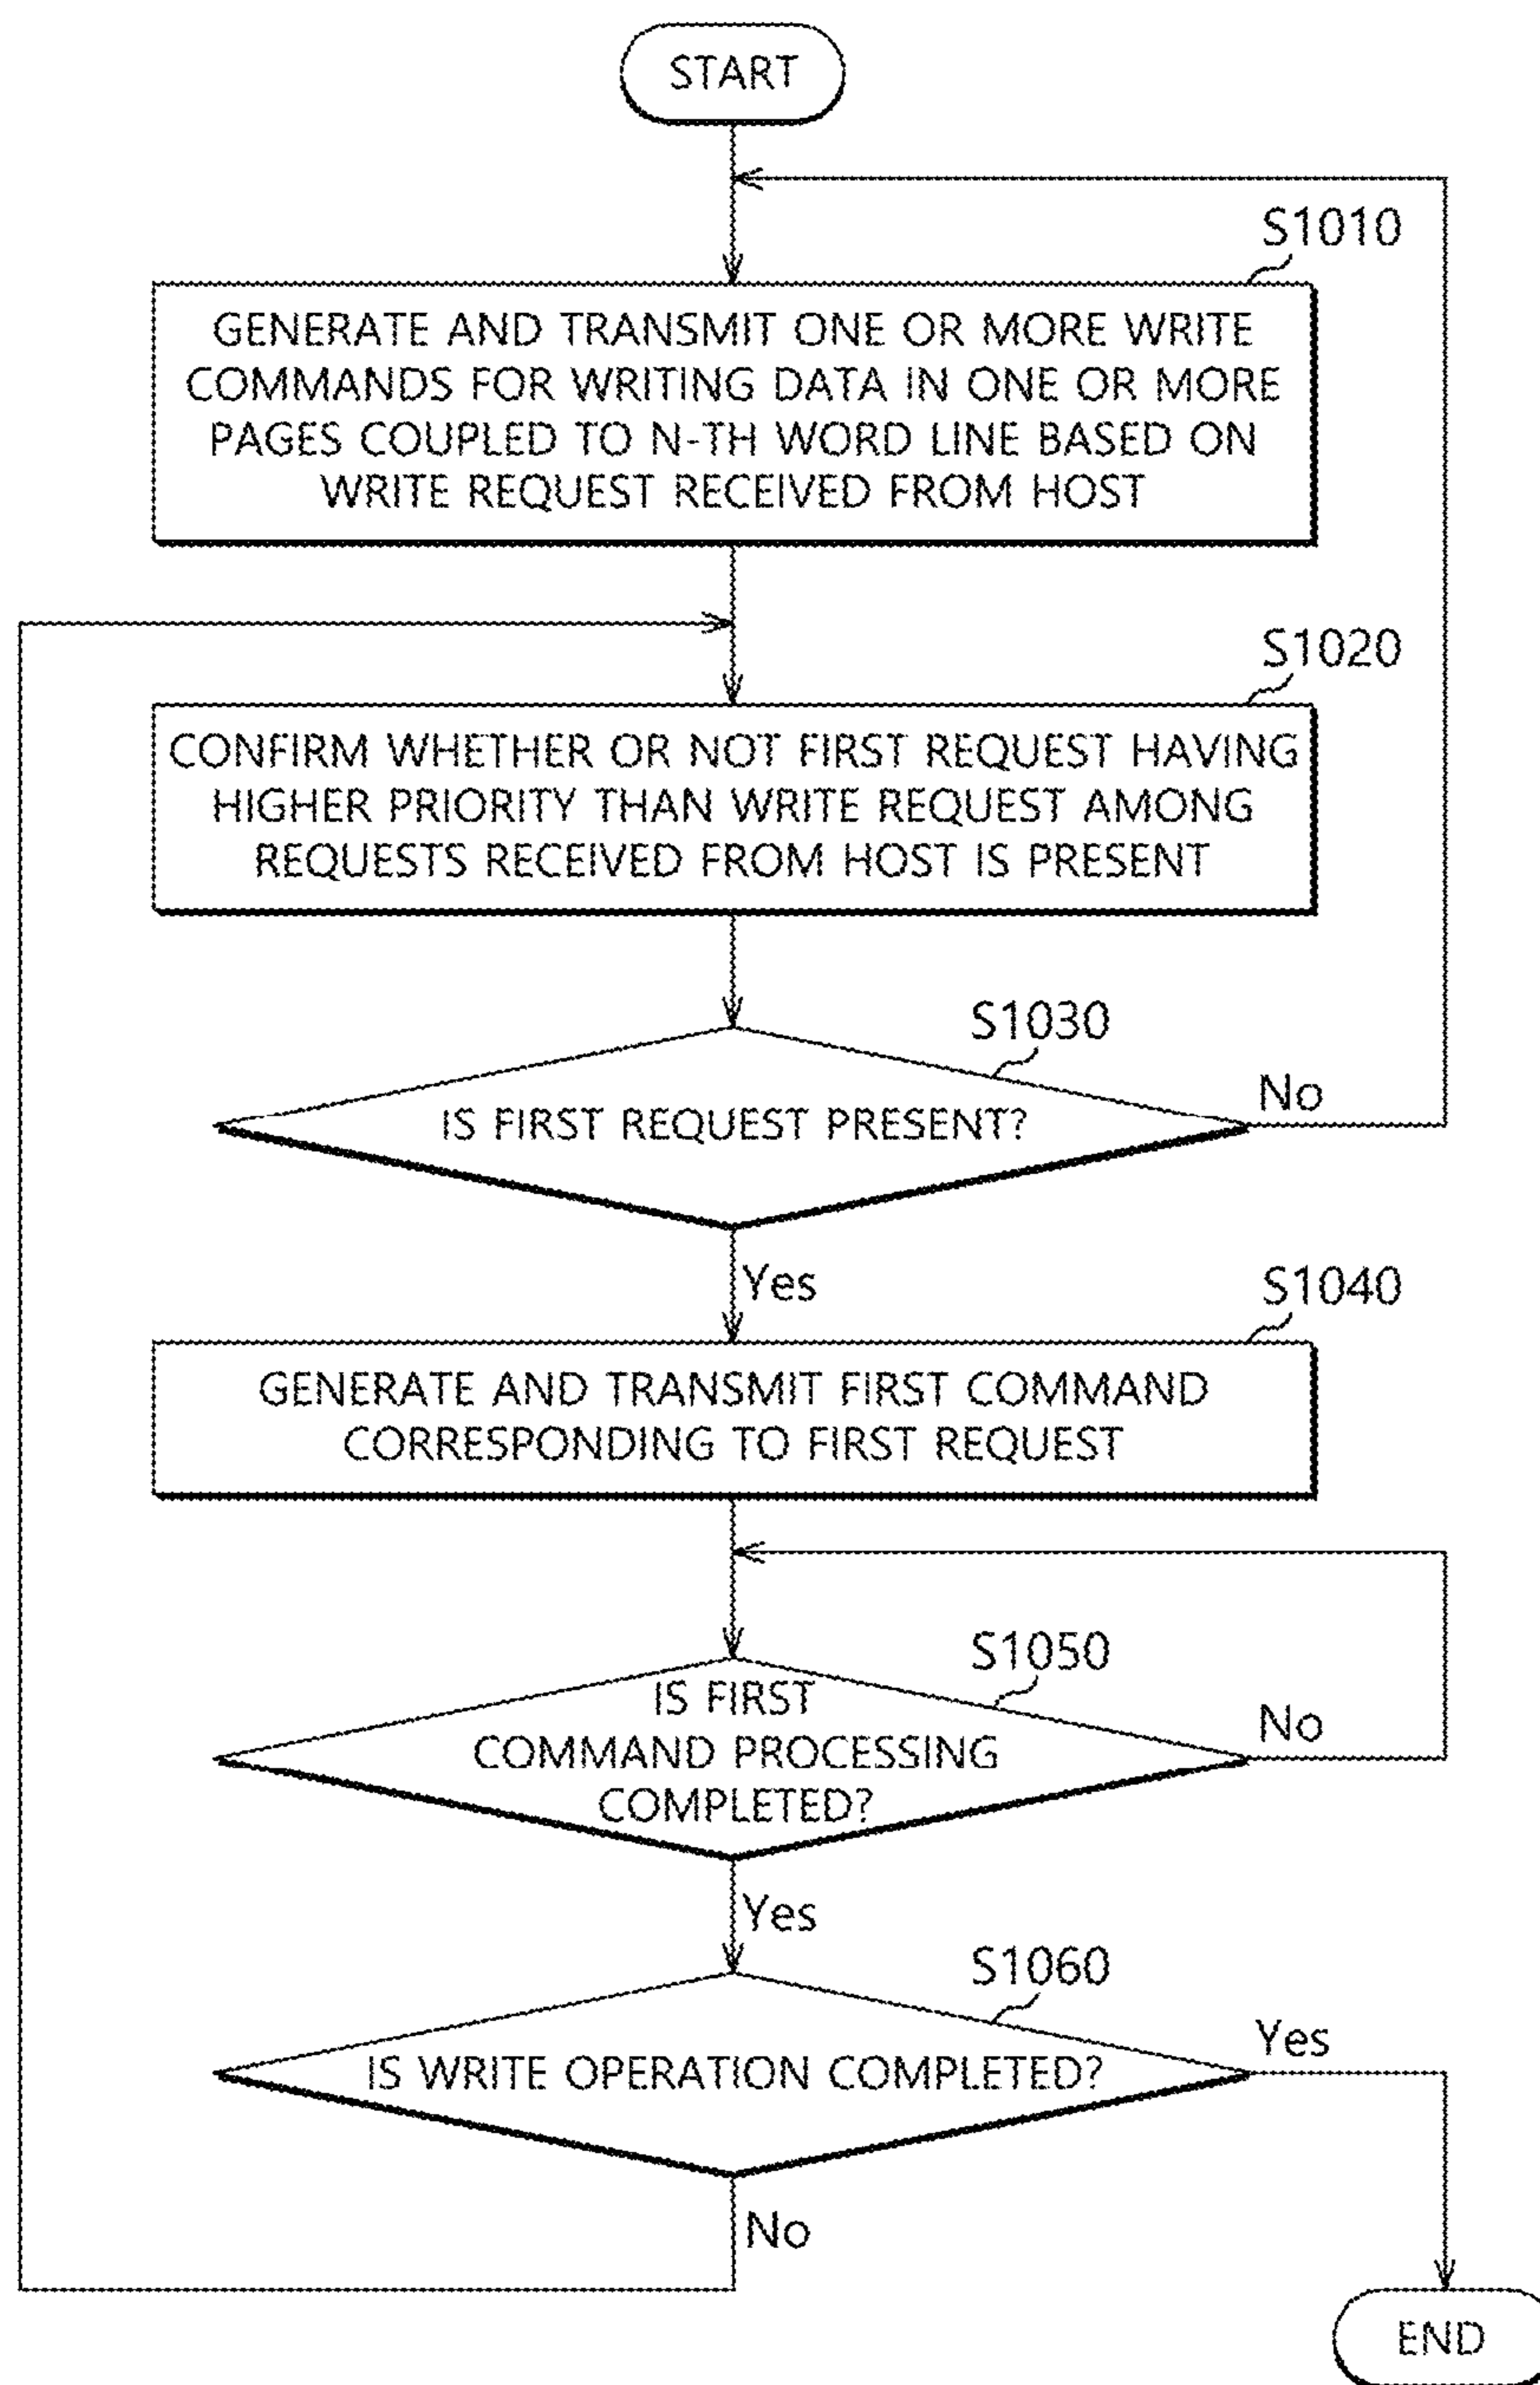 START
S1010
GENERATE AND TRANSMIT ONE OR MORE WRITE
COMMANDS FOR WRITING DATA IN ONE OR MORE
PAGES COUPLED TO N-TH WORD LINE BASED ON
WRITE REQUEST RECEIVED FROM HOST
S1020
CONFIRM WHETHER OR NOT FIRST REQUEST HAVING
HIGHER PRIORITY THAN WRITE REQUEST AMONG
REQUESTS RECEIVED FROM HOST IS PRESENT
S1030
No
IS FIRST REQUEST PRESENT?
Yes
S1040
GENERATE AND TRANSMIT FIRST COMMAND
CORRESPONDING TO FIRST REQUEST
S1050
IS FIRST
No
COMMAND PROCESSING
COMPLETED?
Yes
S1060
Yes
IS WRITE OPERATION COMPLETED?
No
END